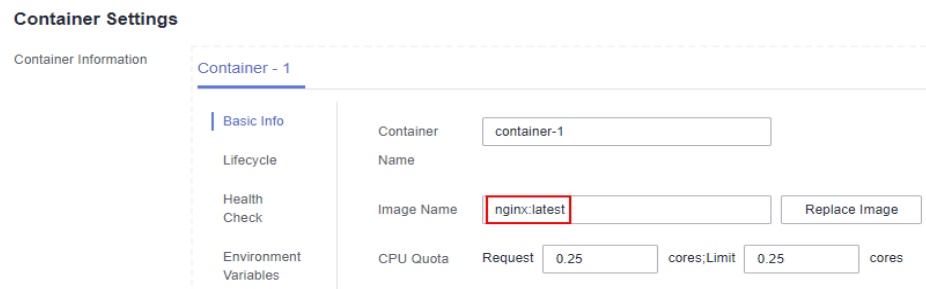 Container Settings
Container Information
Container - 1
Basic Info
Lifecycle
Health
Check
Environment
Variables
Container
Name
container-1
Image Name
nginx:latest
Replace Image
CPU Quota
Request 0.25 cores;Limit 0.25 cores